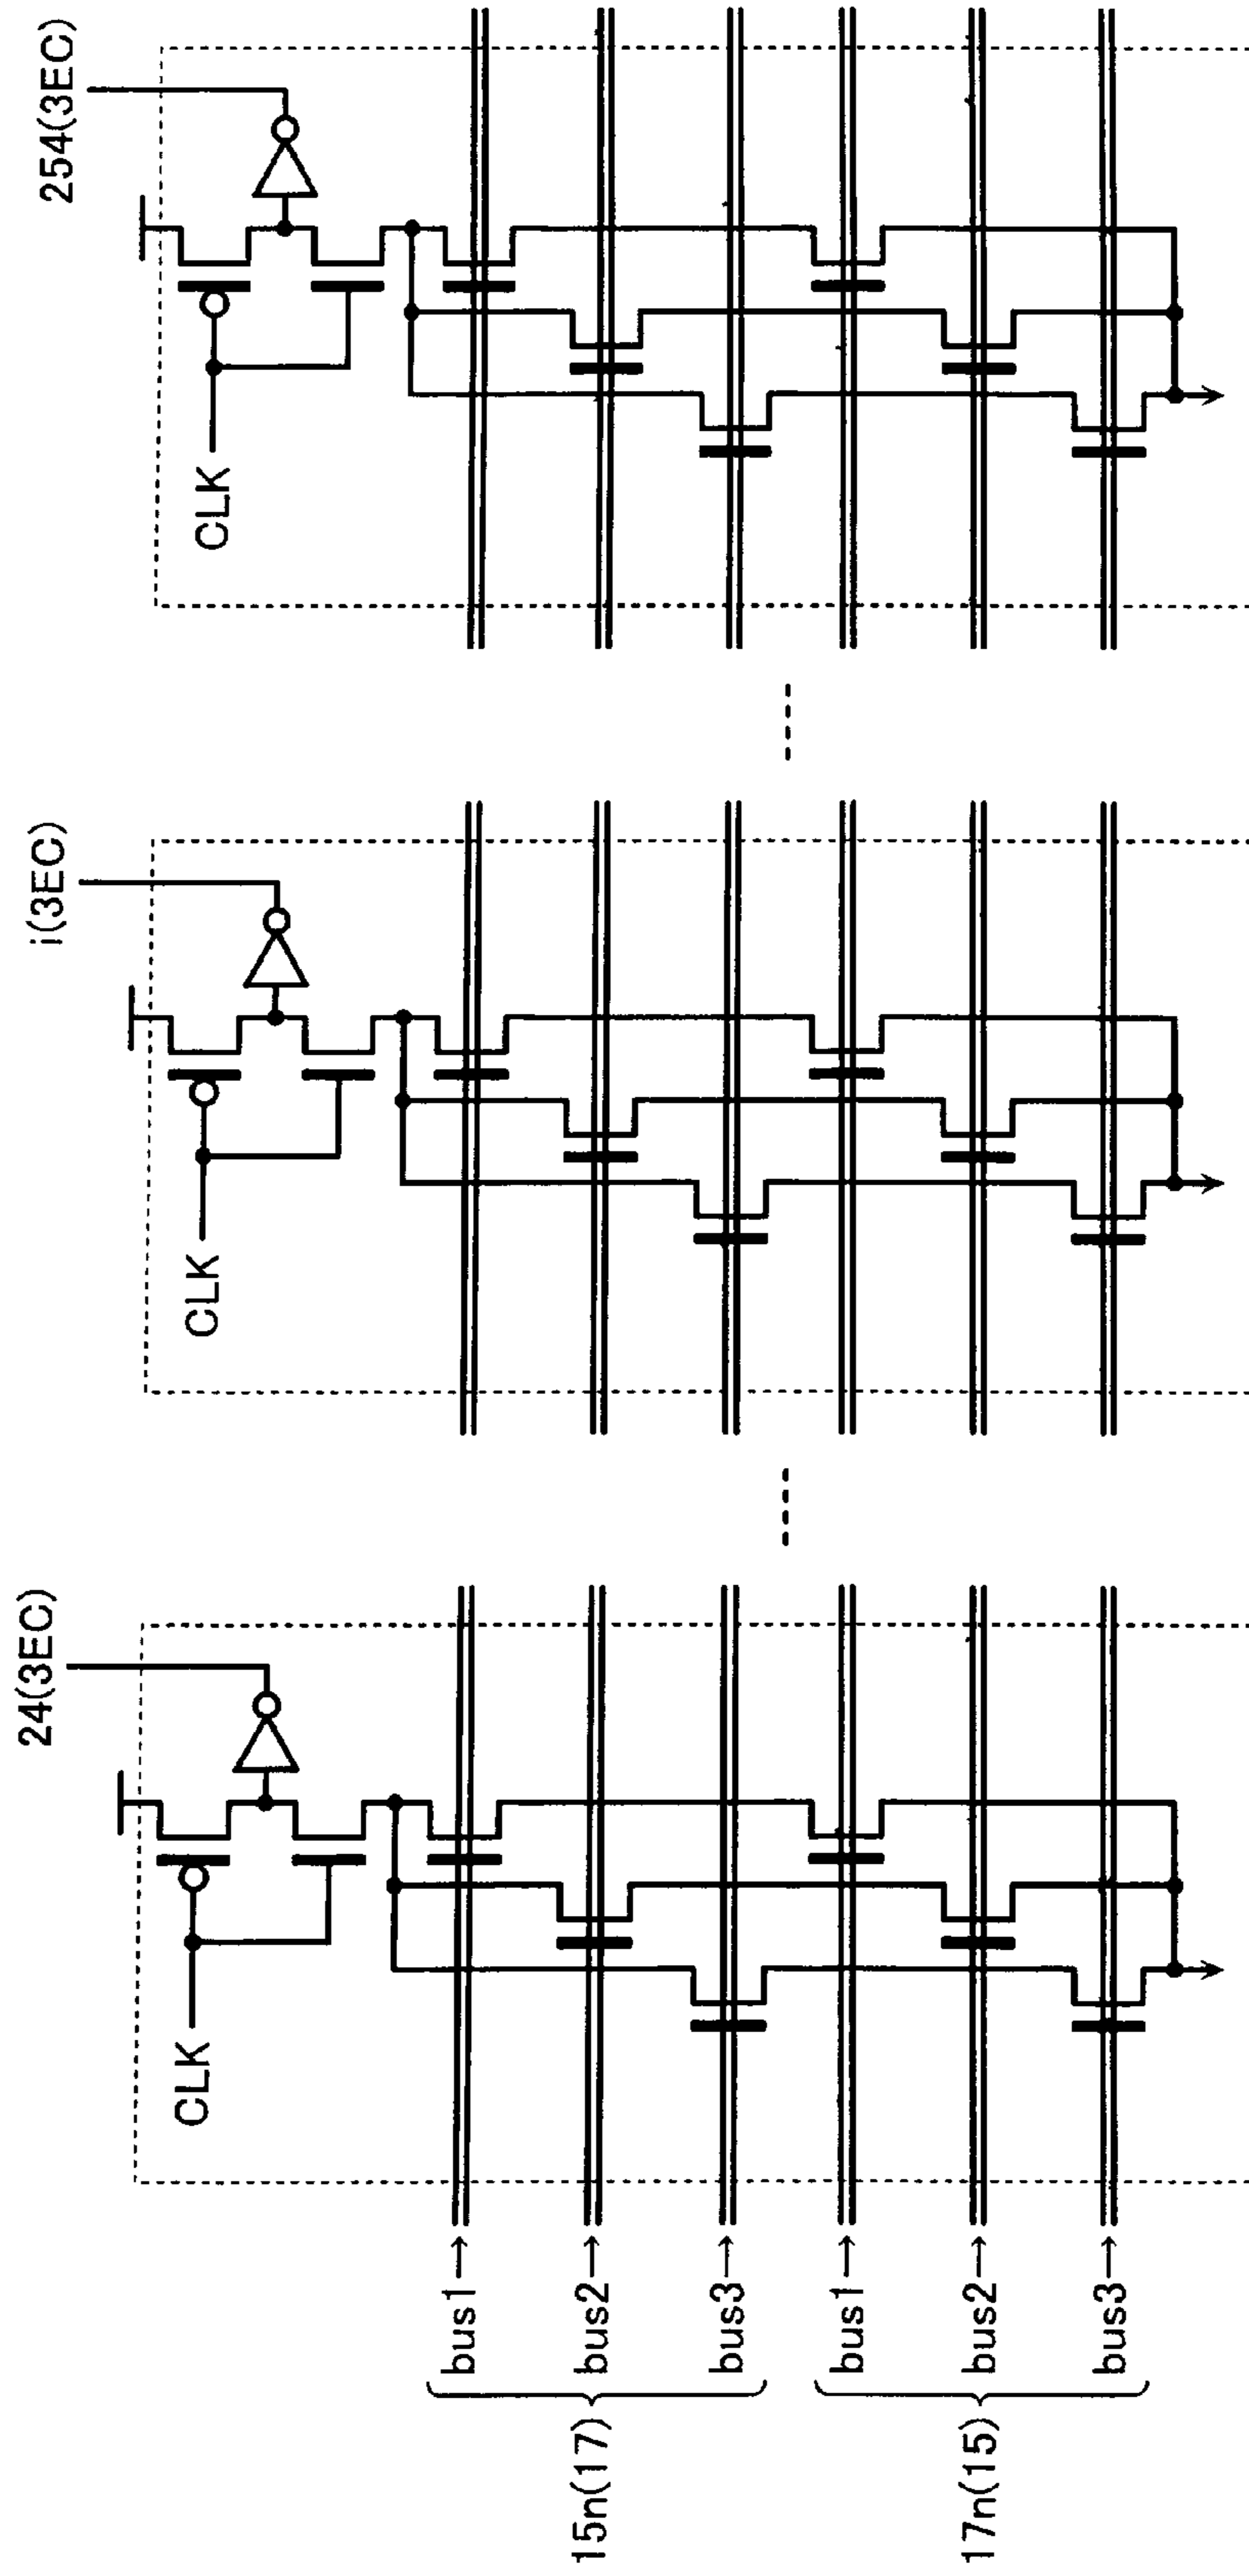 24(3EC)
i(3EC)
254(3EC)
CLK
CLK
CLK
15n(17)
bus1→
bus2→
bus3→
17n(15)
bus1→
bus2→
bus3→